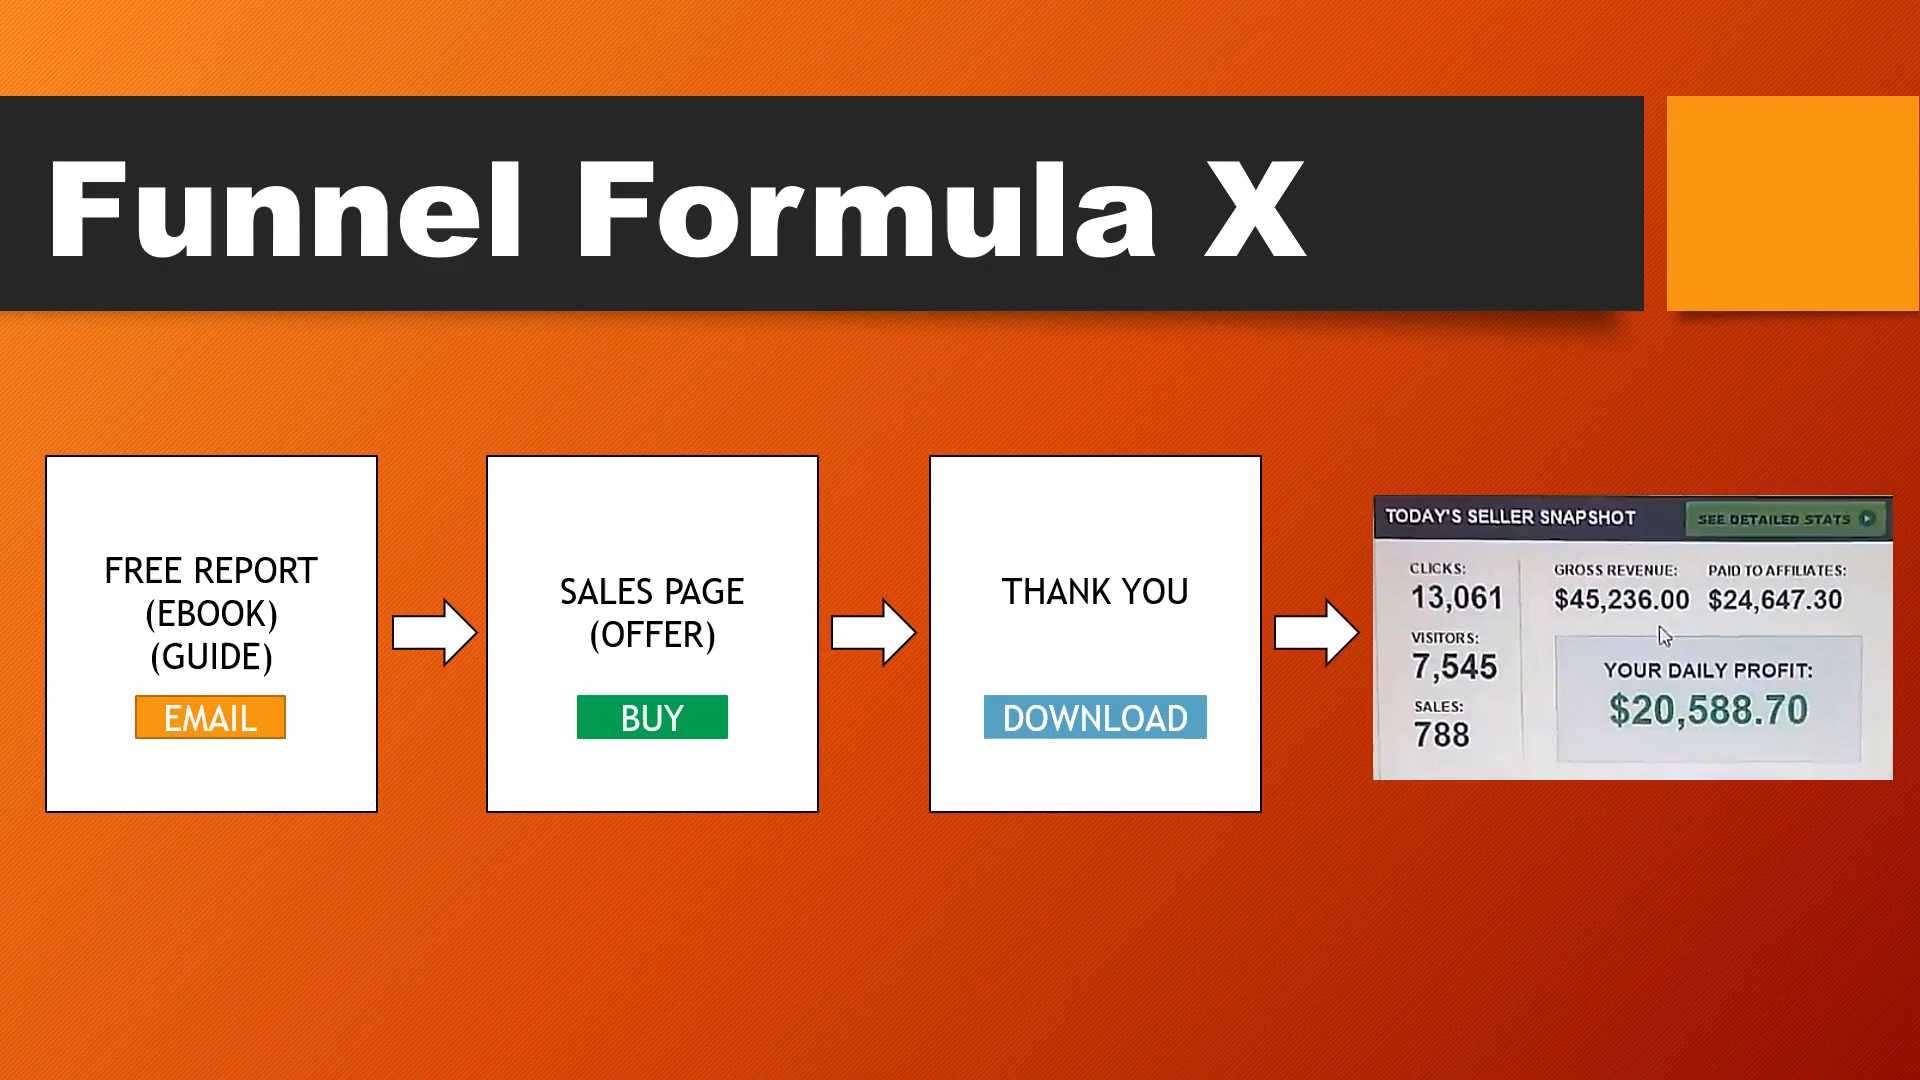 Funnel Formula X
FREE REPORT
(EBOOK)
(GUIDE)
EMAIL
SALES PAGE
(OFFER)
BUY
THANK YOU
DOWNLOAD
TODAY'S SELLER SNAPSHOT
SEE DETAILED STATS
CLICKS:
13,061
VISITORS:
7,545
SALES:
788
GROSS REVENUE:
$45,236.00
PAID TO AFFILIATES:
$24,647.30
YOUR DAILY PROFIT:
$20,588.70